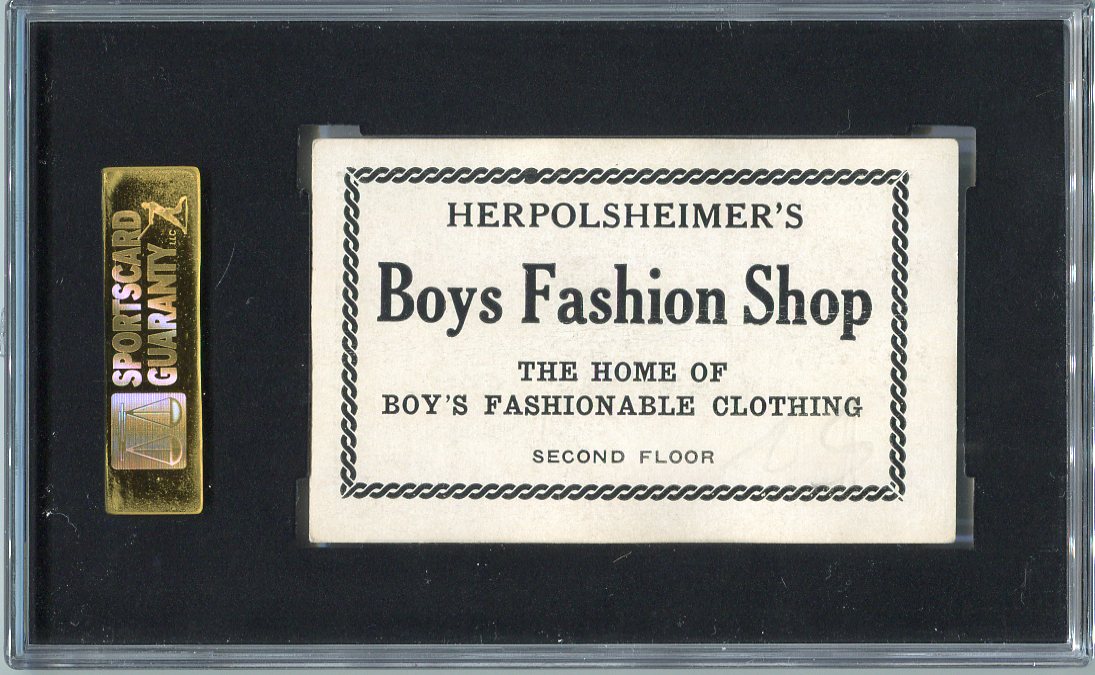 SPORTSCARD
GUARANTY LLC
HERPOLSHEIMER'S
Boys Fashion Shop
THE HOME OF
BOY'S FASHIONABLE CLOTHING
SECOND FLOOR